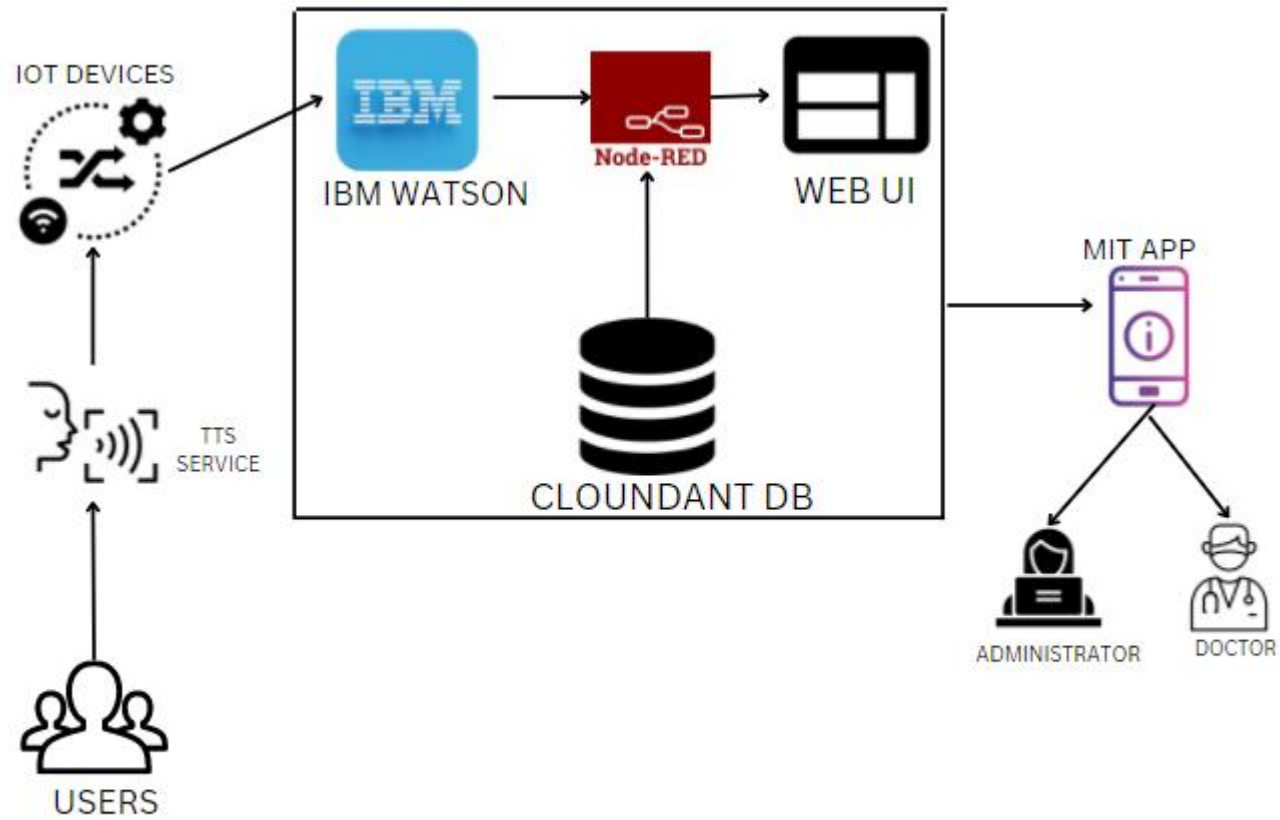 IOT DEVICES
IBM
IBM WATSON
Node-RED
WEB UI
MIT APP
TTS
SERVICE
CLOUNDANT DB
ADMINISTRATOR
DOCTOR
USERS